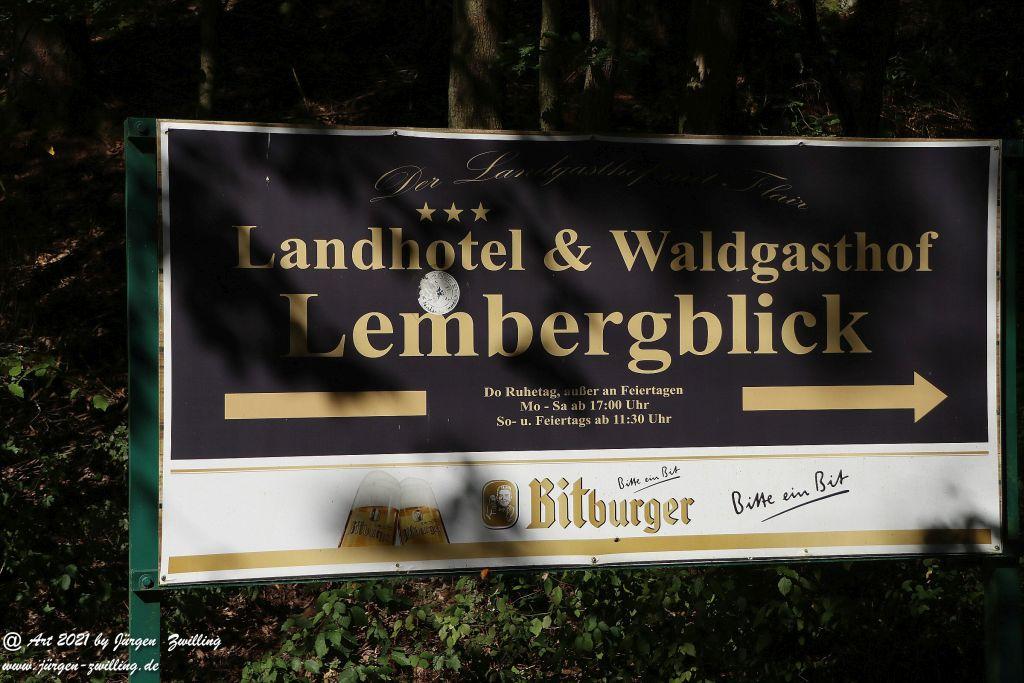 Der Landgasthof mit Flair
Landhotel & Waldgasthof
Lembergblick
Do Ruhetag, außer an Feiertagen
Mo - Sa ab 17:00 Uhr
So- u. Feiertags ab 11:30 Uhr
Bitte ein Bit
Bitburger
Bitte ein Bit
Bitburger Bitburger
@ Art 2021 by Jürgen Zwilling
www.jürgen-zwilling.de